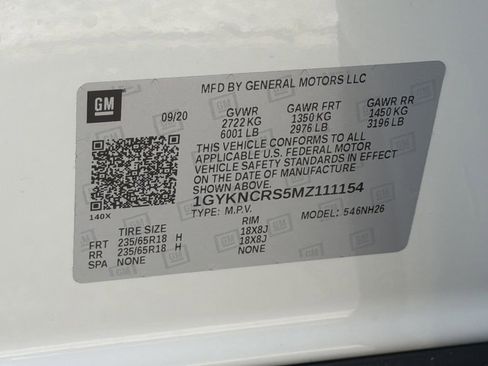 MFD BY GENERAL MOTORS LLC
GM
09/20 GVWR GAWR FRT GAWR RR
2722 KG 1350 KG 1450 KG
6001 LB 2976 LB 3196 LB
THIS VEHICLE CONFORMS TO ALL
APPLICABLE U.S. FEDERAL MOTOR
VEHICLE SAFETY STANDARDS IN EFFECT
ON THE DATE OF MANUFACTURE
SHOWN ABOVE.
1GYKNCRS5MZ111154
140X
TYPE: M.P.V. MODEL: 546NH26
TIRE SIZE RIM
FRT 235/65R18 H 18X8J
RR 235/65R18 H 18X8J
SPA NONE NONE